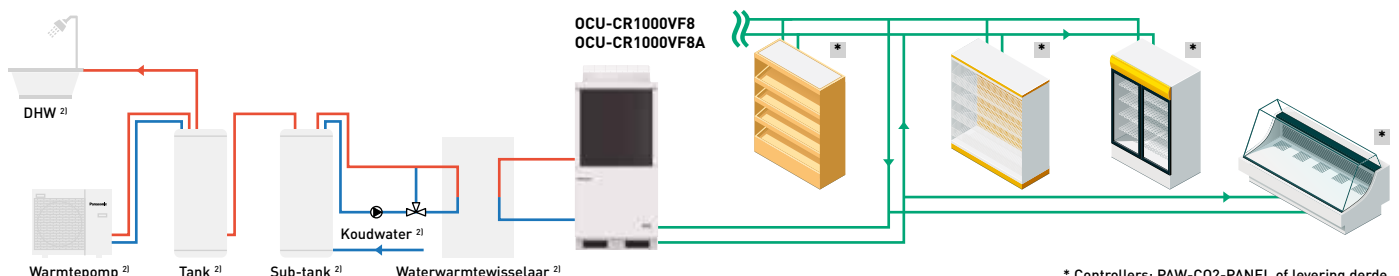 OCU-CR1000VF8
OCU-CR1000VF8A
*
*
*
*
DHW 2)
Panasonic
Koudwater 2)
Warmtepomp 2)
Tank 2)
Sub-tank 2)
Waterwarmtewisselaar 2)
* Controllers: PAW-CO2-PANEL of levering derde